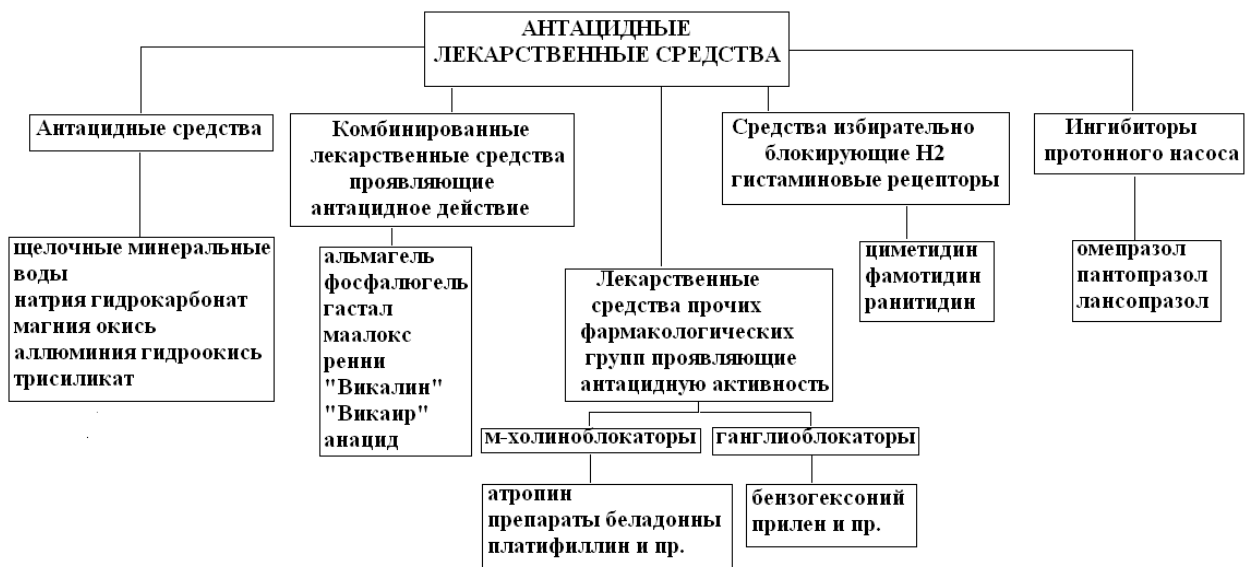 АНТАЦИДНЫЕ
ЛЕКАРСТВЕННЫЕ СРЕДСТВА
Антацидные средства
щелочные минеральные
воды
натрия гидрокарбонат
магния окись
аллюминия гидроокись
трисиликат
Комбинированные
лекарственные средства
проявляющие
антацидное действие
альмагель
фосфалюгель
гастал
маалокс
ренни
"Викалин"
"Викаир"
анацид
Лекарственные
средства прочих
фармакологических
групп проявляющие
антацидную активность
м-холиноблокаторы
атропин
препараты беладонны
платифиллин и пр.
ганглиоблокаторы
бензогексоний
прилен и пр.
Средства избирательно
блокирующие Н2
гистаминовые рецепторы
циметидин
фамотидин
ранитидин
Ингибиторы
протонного насоса
омепразол
пантопразол
лансопразол